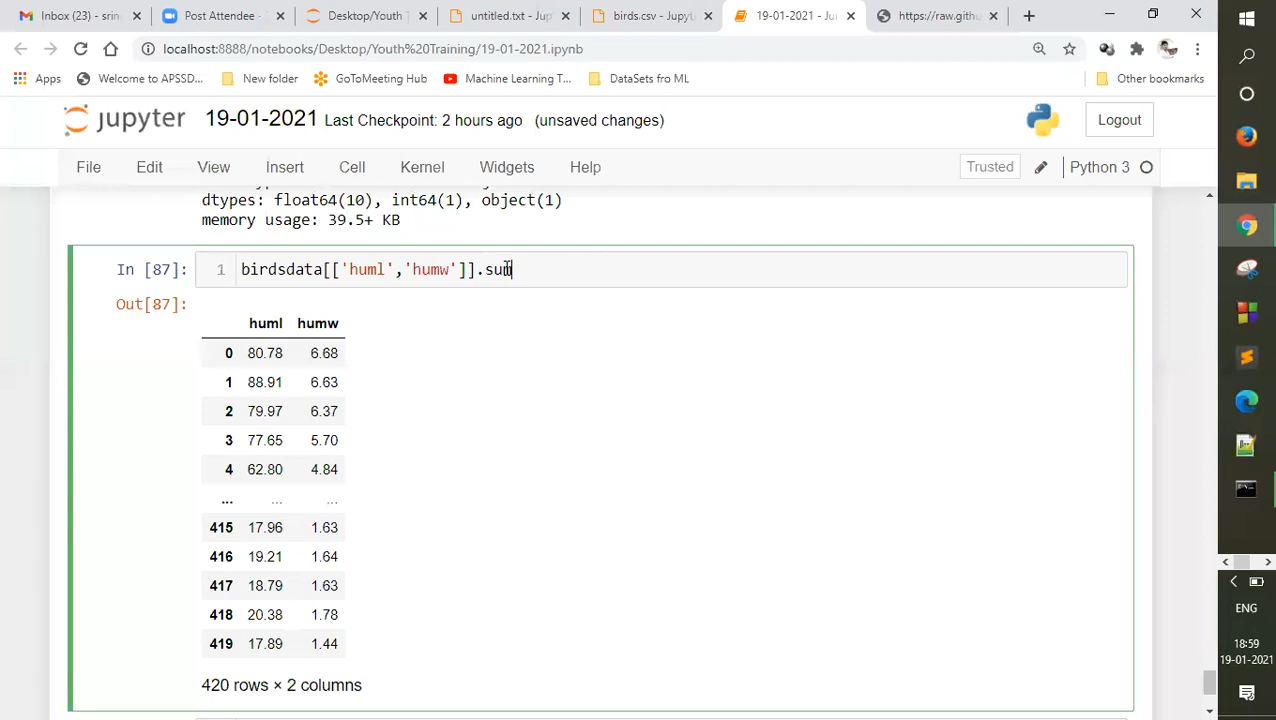 Inbox (23) - srin
Post Attendee -
Desktop/Youth T
untitled.txt - Jup
birds.csv - Jupyte
19-01-2021 - Ju
https://raw.gith
localhost:8888/notebooks/Desktop/Youth%20Training/19-01-2021.ipynb
Apps
Welcome to APSSD...
New folder
GoToMeeting Hub
Machine Learning T...
DataSets fro ML
Other bookmarks
jupyter 19-01-2021 Last Checkpoint: 2 hours ago (unsaved changes)
Logout
File Edit View Insert Cell Kernel Widgets Help
Trusted
Python 3
dtypes: float64(10), int64(1), object(1)
memory usage: 39.5+ KB
In [87]: 1 birdsdata[['huml','humw']].sum
Out[87]:
huml humw
0 80.78 6.68
1 88.91 6.63
2 79.97 6.37
3 77.65 5.70
4 62.80 4.84
... ... ...
415 17.96 1.63
416 19.21 1.64
417 18.79 1.63
418 20.38 1.78
419 17.89 1.44
420 rows × 2 columns
ENG
18:59
19-01-2021